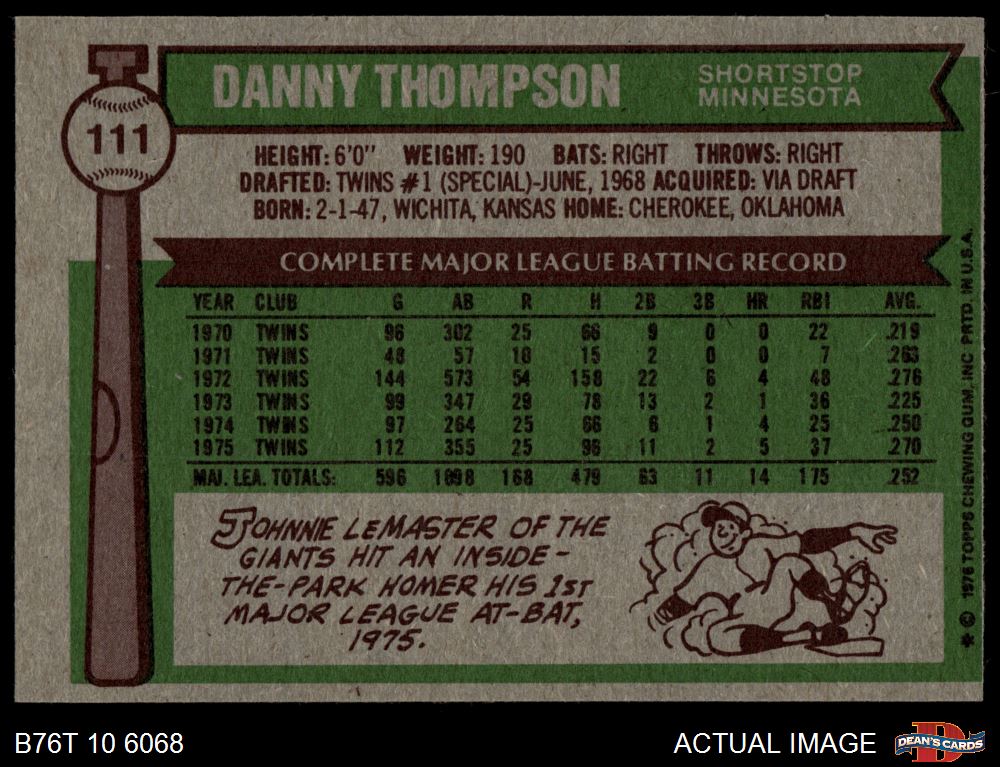 T
DANNY THOMPSON
SHORTSTOP
MINNESOTA
111
HEIGHT: 6'0" WEIGHT: 190 BATS: RIGHT THROWS: RIGHT
DRAFTED: TWINS #1 (SPECIAL)-JUNE, 1968 ACQUIRED: VIA DRAFT
BORN: 2-1-47, WICHITA, KANSAS HOME: CHEROKEE, OKLAHOMA
COMPLETE MAJOR LEAGUE BATTING RECORD
YEAR CLUB G AB R H 2B 3B HR RBI AVG.
1970 TWINS 96 302 25 66 9 0 0 22 .219
1971 TWINS 48 57 10 15 2 0 0 7 .263
1972 TWINS 144 573 54 158 22 6 4 48 .276
1973 TWINS 99 347 29 78 13 2 1 36 .225
1974 TWINS 97 264 25 66 6 1 4 25 .250
1975 TWINS 112 355 25 96 11 2 5 37 .270
MAJ. LEA. TOTALS: 596 1898 168 479 63 11 14 175 .252
JOHNNIE LEMASTER OF THE
GIANTS HIT AN INSIDE-
THE-PARK HOMER HIS 1ST
MAJOR LEAGUE AT-BAT,
1975.
* © 1976 TOPPS CHEWING GUM, INC PRTD. IN U.S.A.
B76T 10 6068
ACTUAL IMAGE
D
DEAN'S CARDS